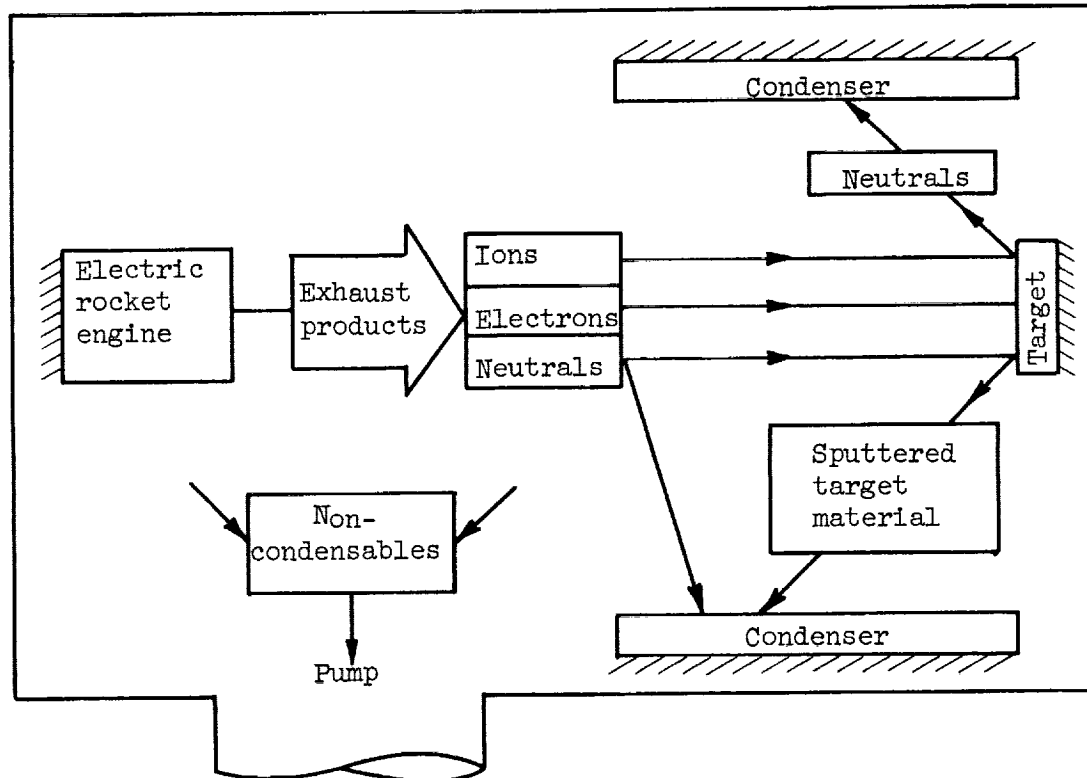 Condenser
Neutrals
Electric
rocket
engine
Exhaust
products
Ions
Electrons
Neutrals
Target
Sputtered
target
material
Non-
condensables
Pump
Condenser